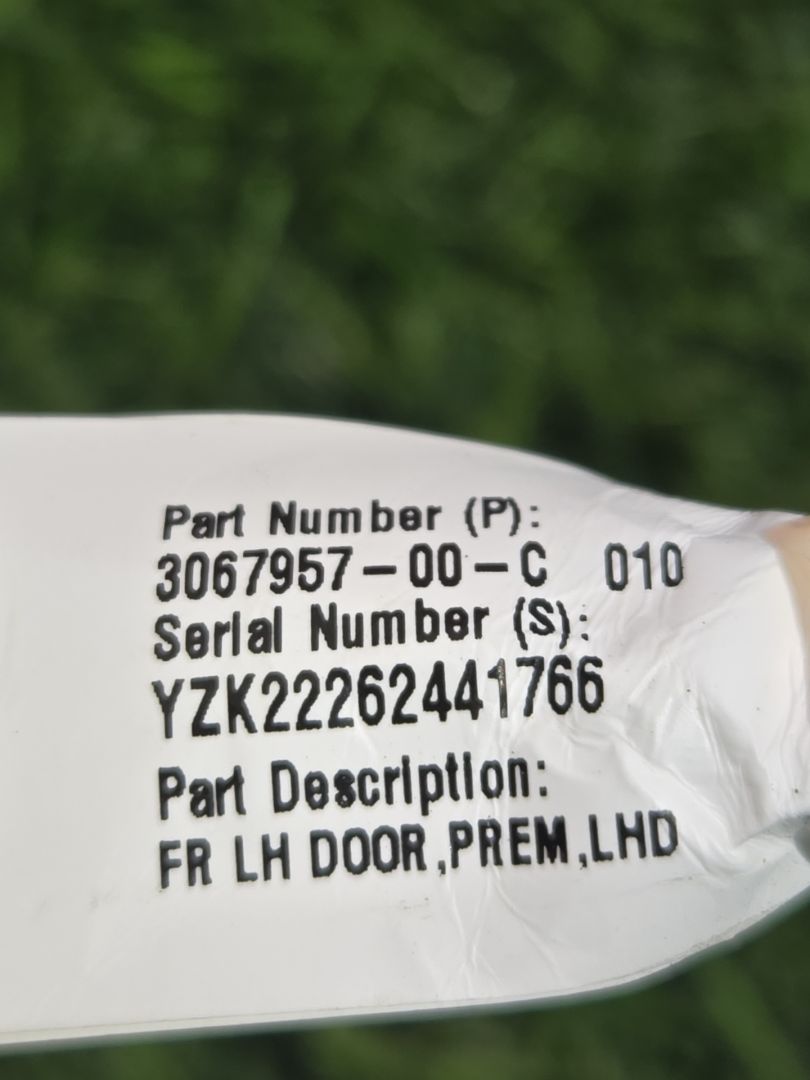 Part Number (P):
3067957-00-C 010
Serial Number (S):
YZK22262441766
Part Description:
FR LH DOOR,PREM,LHD